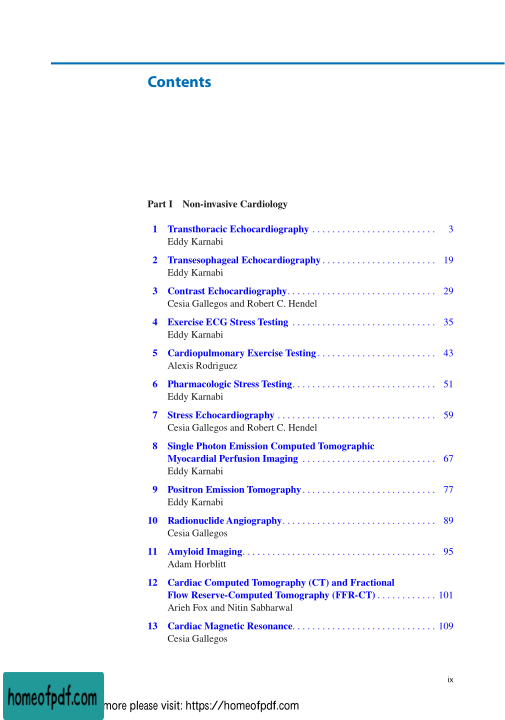 Contents
Part I Non-invasive Cardiology
1 Transthoracic Echocardiography . . . . . . . . . . . . . . . . . . . . . . . . . 3
Eddy Karnabi
2 Transesophageal Echocardiography . . . . . . . . . . . . . . . . . . . . . . . 19
Eddy Karnabi
3 Contrast Echocardiography . . . . . . . . . . . . . . . . . . . . . . . . . . . . . . 29
Cesia Gallegos and Robert C. Hendel
4 Exercise ECG Stress Testing . . . . . . . . . . . . . . . . . . . . . . . . . . . . . 35
Eddy Karnabi
5 Cardiopulmonary Exercise Testing . . . . . . . . . . . . . . . . . . . . . . . . 43
Alexis Rodriguez
6 Pharmacologic Stress Testing . . . . . . . . . . . . . . . . . . . . . . . . . . . . . 51
Eddy Karnabi
7 Stress Echocardiography . . . . . . . . . . . . . . . . . . . . . . . . . . . . . . . . 59
Cesia Gallegos and Robert C. Hendel
8 Single Photon Emission Computed Tomographic
Myocardial Perfusion Imaging . . . . . . . . . . . . . . . . . . . . . . . . . . . 67
Eddy Karnabi
9 Positron Emission Tomography . . . . . . . . . . . . . . . . . . . . . . . . . . . 77
Eddy Karnabi
10 Radionuclide Angiography . . . . . . . . . . . . . . . . . . . . . . . . . . . . . . . 89
Cesia Gallegos
11 Amyloid Imaging . . . . . . . . . . . . . . . . . . . . . . . . . . . . . . . . . . . . . . . 95
Adam Horblitt
12 Cardiac Computed Tomography (CT) and Fractional
Flow Reserve-Computed Tomography (FFR-CT) . . . . . . . . . . . . 101
Arieh Fox and Nitin Sabharwal
13 Cardiac Magnetic Resonance . . . . . . . . . . . . . . . . . . . . . . . . . . . . . 109
Cesia Gallegos
ix
homeofpdf.com
more please visit: https://homeofpdf.com